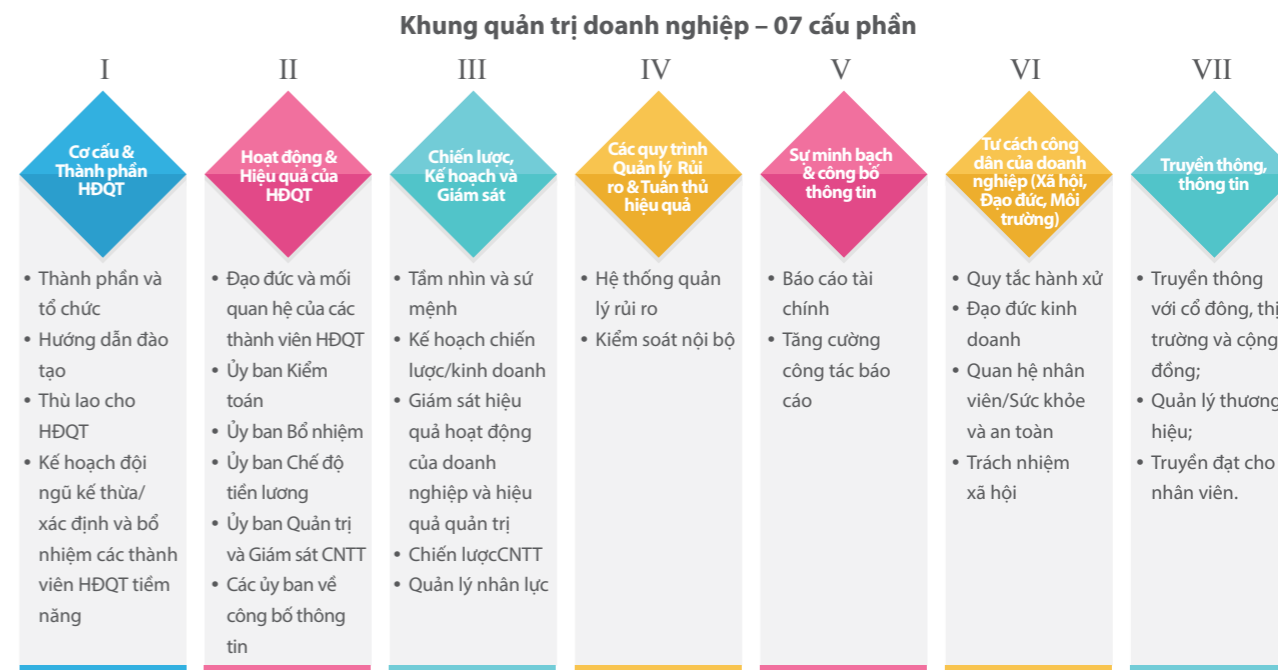 Khung quản trị doanh nghiệp – 07 cấu phần
I
Cơ cấu &
Thành phần
HĐQT
• Thành phần và
tổ chức
• Hướng dẫn đào
tạo
• Thù lao cho
HĐQT
• Kế hoạch đội
ngũ kế thừa/
xác định và bổ
nhiệm các thành
viên HĐQT tiềm
năng
II
Hoạt động &
Hiệu quả của
HĐQT
• Đạo đức và mối
quan hệ của các
thành viên HĐQT
• Ủy ban Kiểm
toán
• Ủy ban Bổ nhiệm
• Ủy ban Chế độ
tiền lương
• Ủy ban Quản trị
và Giám sát CNTT
• Các ủy ban về
công bố thông
tin
III
Chiến lược,
Kế hoạch và
Giám sát
• Tầm nhìn và sứ
mệnh
• Kế hoạch chiến
lược/kinh doanh
• Giám sát hiệu
quả hoạt động
của doanh
nghiệp và hiệu
quả quản trị
• Chiến lượcCNTT
• Quản lý nhân lực
IV
Các quy trình
Quản lý Rủi
ro & Tuân thủ
hiệu quả
• Hệ thống quản
lý rủi ro
• Kiểm soát nội bộ
V
Sự minh bạch
& công bố
thông tin
• Báo cáo tài
chính
• Tăng cường
công tác báo
cáo
VI
Tư cách công
dân của doanh
nghiệp (Xã hội,
Đạo đức, Môi
trường)
• Quy tắc hành xử
• Đạo đức kinh
doanh
• Quan hệ nhân
viên/Sức khỏe
và an toàn
• Trách nhiệm
xã hội
VII
Truyền thông,
thông tin
• Truyền thông
với cổ đông, thị
trường và cộng
đồng;
• Quản lý thương
hiệu;
• Truyền đạt cho
nhân viên.